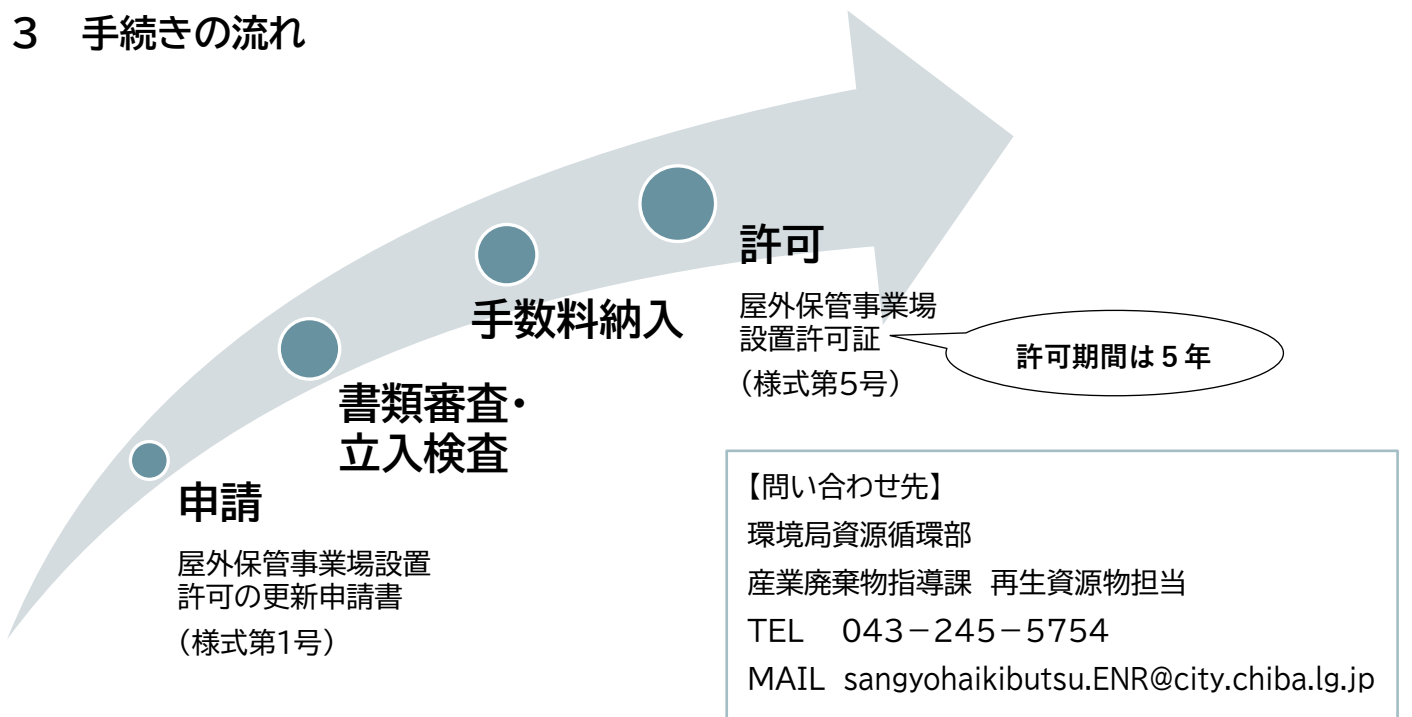 ３　手続きの流れ
申請
屋外保管事業場設置
許可の更新申請書
（様式第1号）
書類審査・
立入検査
手数料納入
許可
屋外保管事業場
設置許可証
（様式第5号）
許可期間は５年
【問い合わせ先】
環境局資源循環部
産業廃棄物指導課　再生資源物担当
TEL　043－245－5754
MAIL　sangyohaikibutsu.ENR@city.chiba.lg.jp